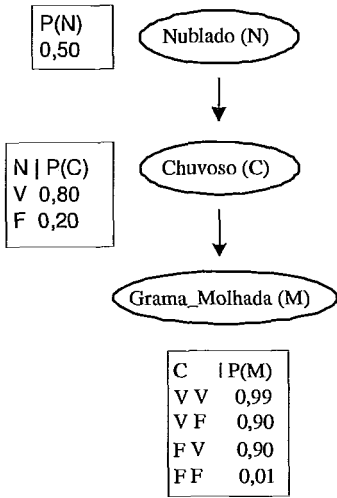 P(N)
0,50
Nublado (N)
N | P(C)
V 0,80
F 0,20
Chuvoso (C)
Grama_Molhada (M)
C | P(M)
V V 0,99
V F 0,90
F V 0,90
F F 0,01